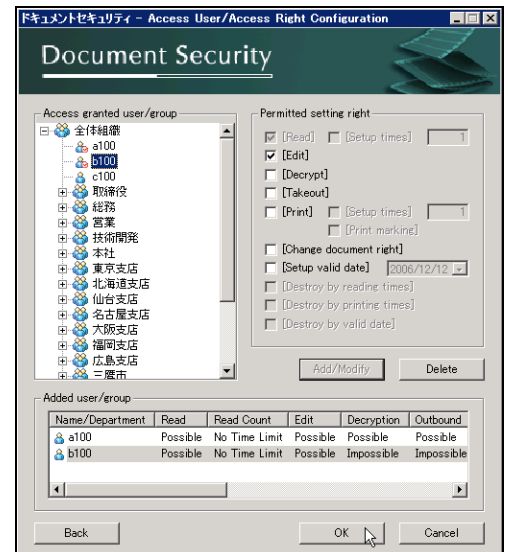 ドキュメントセキュリティ - Access User/Access Right Configuration
Document Security
Access granted user/group
全体組織
a100
b100
c100
取締役
総務
営業
技術開発
本社
東京支店
北海道支店
仙台支店
名古屋支店
大阪支店
福岡支店
広島支店
三鷹市
Permitted setting right
[Read] [Setup times] 1
[Edit]
[Decrypt]
[Takeout]
[Print] [Setup times] 1
[Print marking]
[Change document right]
[Setup valid date] 2006/12/12
[Destroy by reading times]
[Destroy by printing times]
[Destroy by valid date]
Add/Modify Delete
Added user/group
Name/Department Read Read Count Edit Decryption Outbound
a100 Possible No Time Limit Possible Possible Possible
b100 Possible No Time Limit Possible Impossible Impossible
Back OK Cancel